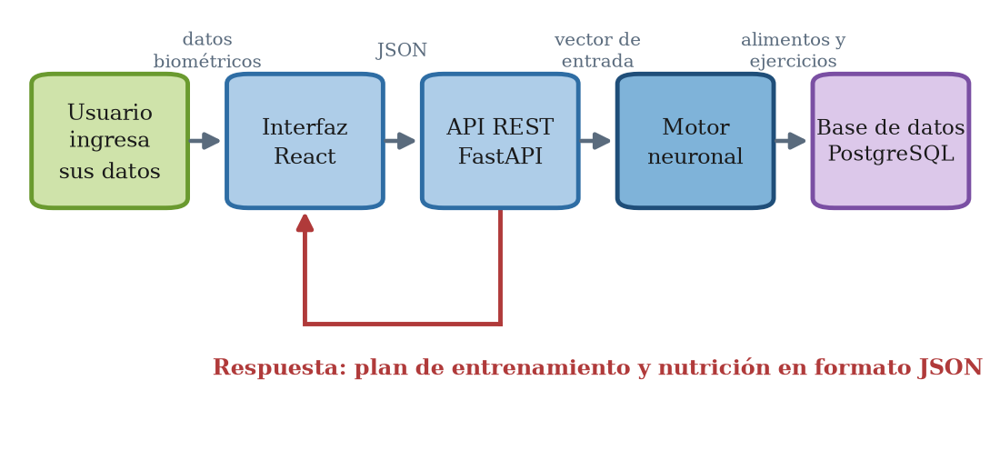 datos
biométricos
JSON
vector de
entrada
alimentos y
ejercicios
Usuario
ingresa
sus datos
Interfaz
React
API REST
FastAPI
Motor
neuronal
Base de datos
PostgreSQL
Respuesta: plan de entrenamiento y nutrición en formato JSON